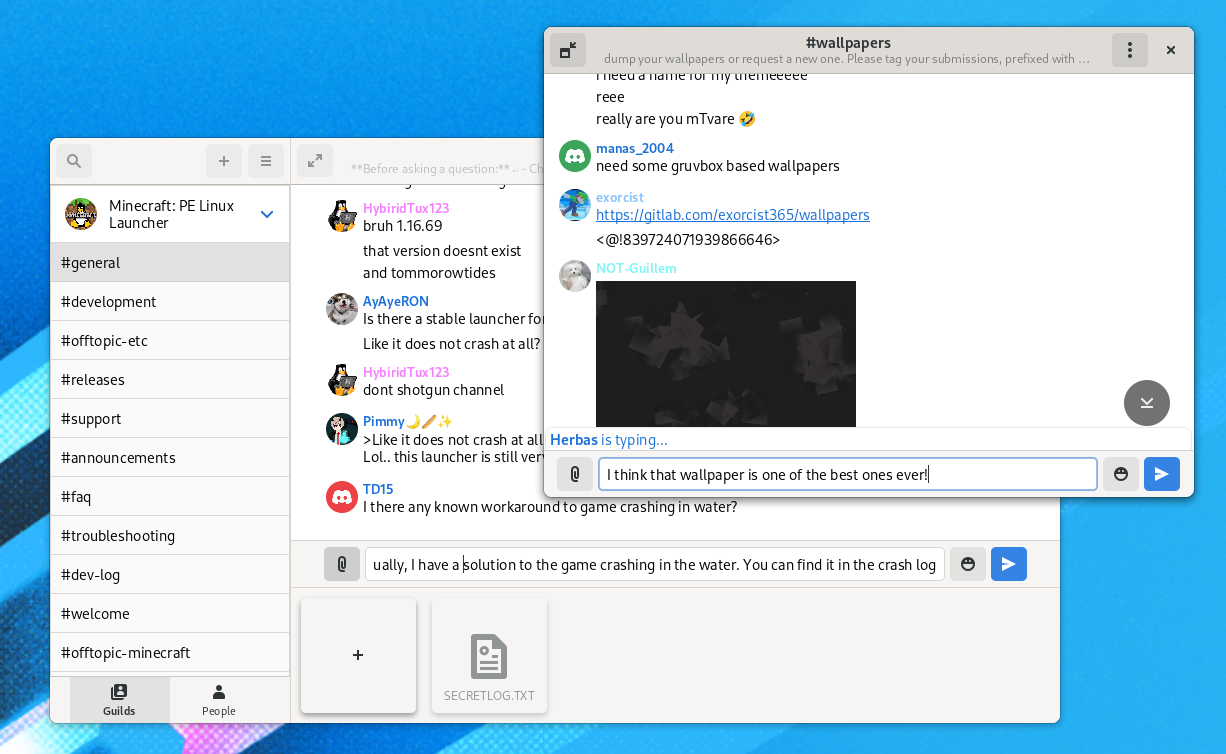 #wallpapers
dump your wallpapers or request a new one. Please tag your submissions, prefixed with ...
I need a name for my themeeeee
reee
really are you mTvare 🤣
manas_2004
need some gruvbox based wallpapers
exorcist
https://gitlab.com/exorcist365/wallpapers
<@!839724071939866646>
NOT-Guillem
Herbas is typing...
I think that wallpaper is one of the best ones ever!
**Before asking a question:** - Ch
Minecraft: PE Linux
Launcher
#general
#development
#offtopic-etc
#releases
#support
#announcements
#faq
#troubleshooting
#dev-log
#welcome
#offtopic-minecraft
Guilds
People
HybiridTux123
bruh 1.16.69
that version doesnt exist
and tommorowtides
AyAyeRON
Is there a stable launcher for
Like it does not crash at all?
HybiridTux123
dont shotgun channel
Pimmy🌙🥖✨
>Like it does not crash at all
Lol.. this launcher is still very
TD15
I there any known workaround to game crashing in water?
ually, I have a solution to the game crashing in the water. You can find it in the crash log
SECRETLOG.TXT